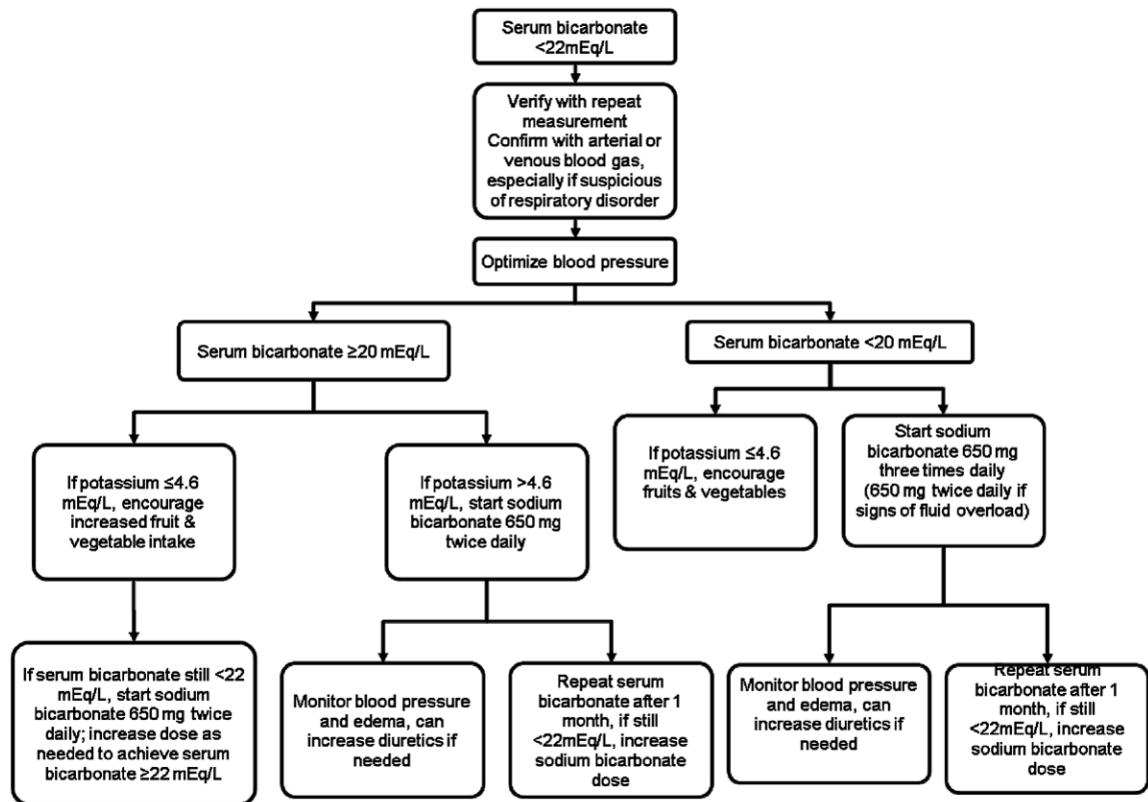 Serum bicarbonate
<22mEq/L
Verify with repeat
measurement
Confirm with arterial or
venous blood gas,
especially if suspicious
of respiratory disorder
Optimize blood pressure
Serum bicarbonate ≥20 mEq/L
Serum bicarbonate <20 mEq/L
If potassium ≤4.6
mEq/L, encourage
increased fruit &
vegetable intake
If potassium >4.6
mEq/L, start sodium
bicarbonate 650 mg
twice daily
If potassium ≤4.6
mEq/L, encourage
fruits & vegetables
Start sodium
bicarbonate 650 mg
three times daily
(650 mg twice daily if
signs of fluid overload)
If serum bicarbonate still <22
mEq/L, start sodium
bicarbonate 650 mg twice
daily; increase dose as
needed to achieve serum
bicarbonate ≥22 mEq/L
Monitor blood pressure
and edema, can
increase diuretics if
needed
Repeat serum
bicarbonate after 1
month, if still
<22mEq/L, increase
sodium bicarbonate
dose
Monitor blood pressure
and edema, can
increase diuretics if
needed
Repeat serum
bicarbonate after 1
month, if still
<22mEq/L, increase
sodium bicarbonate
dose